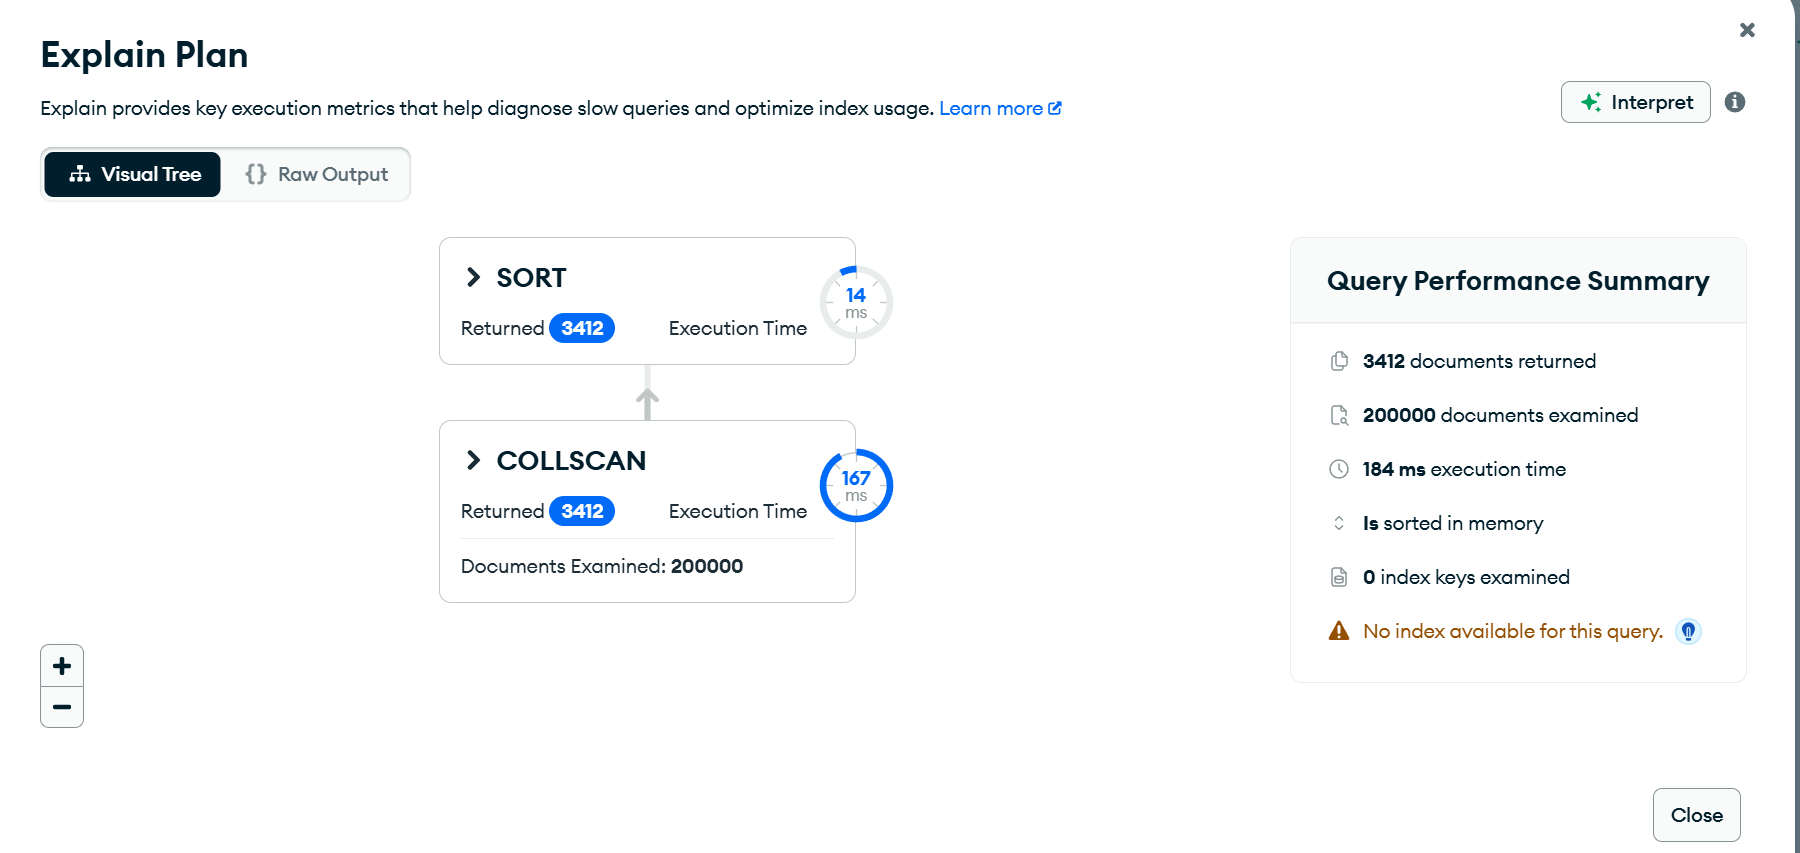 Explain Plan
Explain provides key execution metrics that help diagnose slow queries and optimize index usage. Learn more
Interpret
Visual Tree
Raw Output
SORT
Returned 3412 Execution Time
14
ms
COLLSCAN
Returned 3412 Execution Time
167
ms
Documents Examined: 200000
Query Performance Summary
3412 documents returned
200000 documents examined
184 ms execution time
Is sorted in memory
0 index keys examined
No index available for this query.
Close